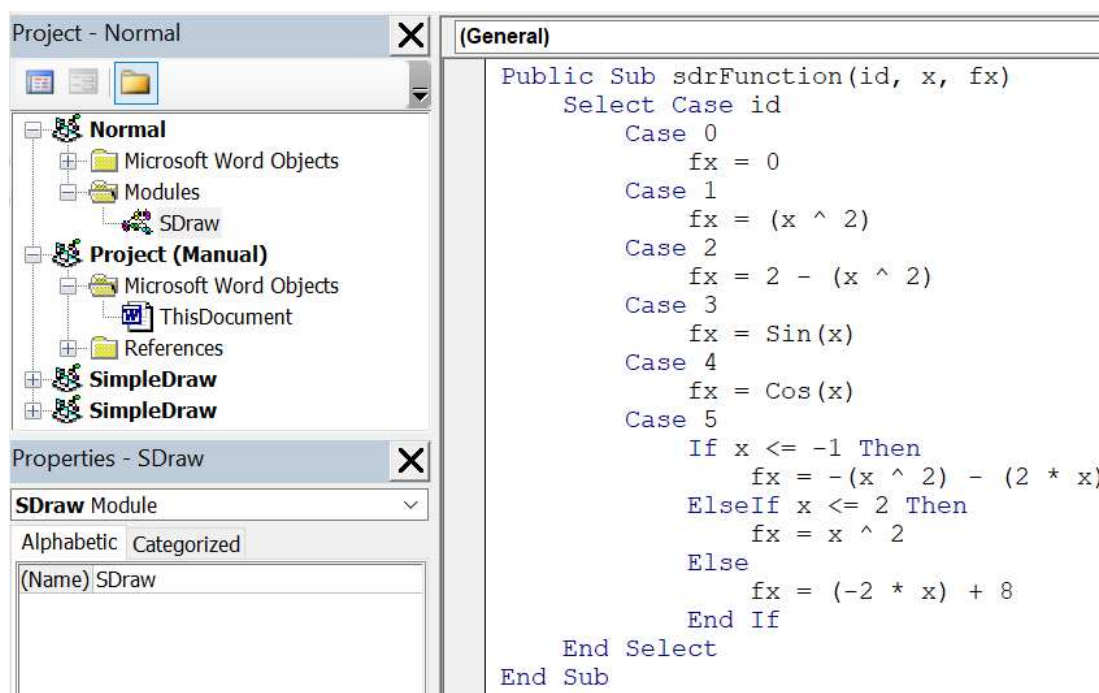 Project - Normal
Normal
Microsoft Word Objects
Modules
SDraw
Project (Manual)
Microsoft Word Objects
ThisDocument
References
SimpleDraw
SimpleDraw
Properties - SDraw
SDraw Module
Alphabetic Categorized
(Name) SDraw
(General)
Public Sub sdrFunction(id, x, fx)
Select Case id
Case 0
fx = 0
Case 1
fx = (x ^ 2)
Case 2
fx = 2 - (x ^ 2)
Case 3
fx = Sin(x)
Case 4
fx = Cos(x)
Case 5
If x <= -1 Then
fx = -(x ^ 2) - (2 * x)
ElseIf x <= 2 Then
fx = x ^ 2
Else
fx = (-2 * x) + 8
End If
End Select
End Sub